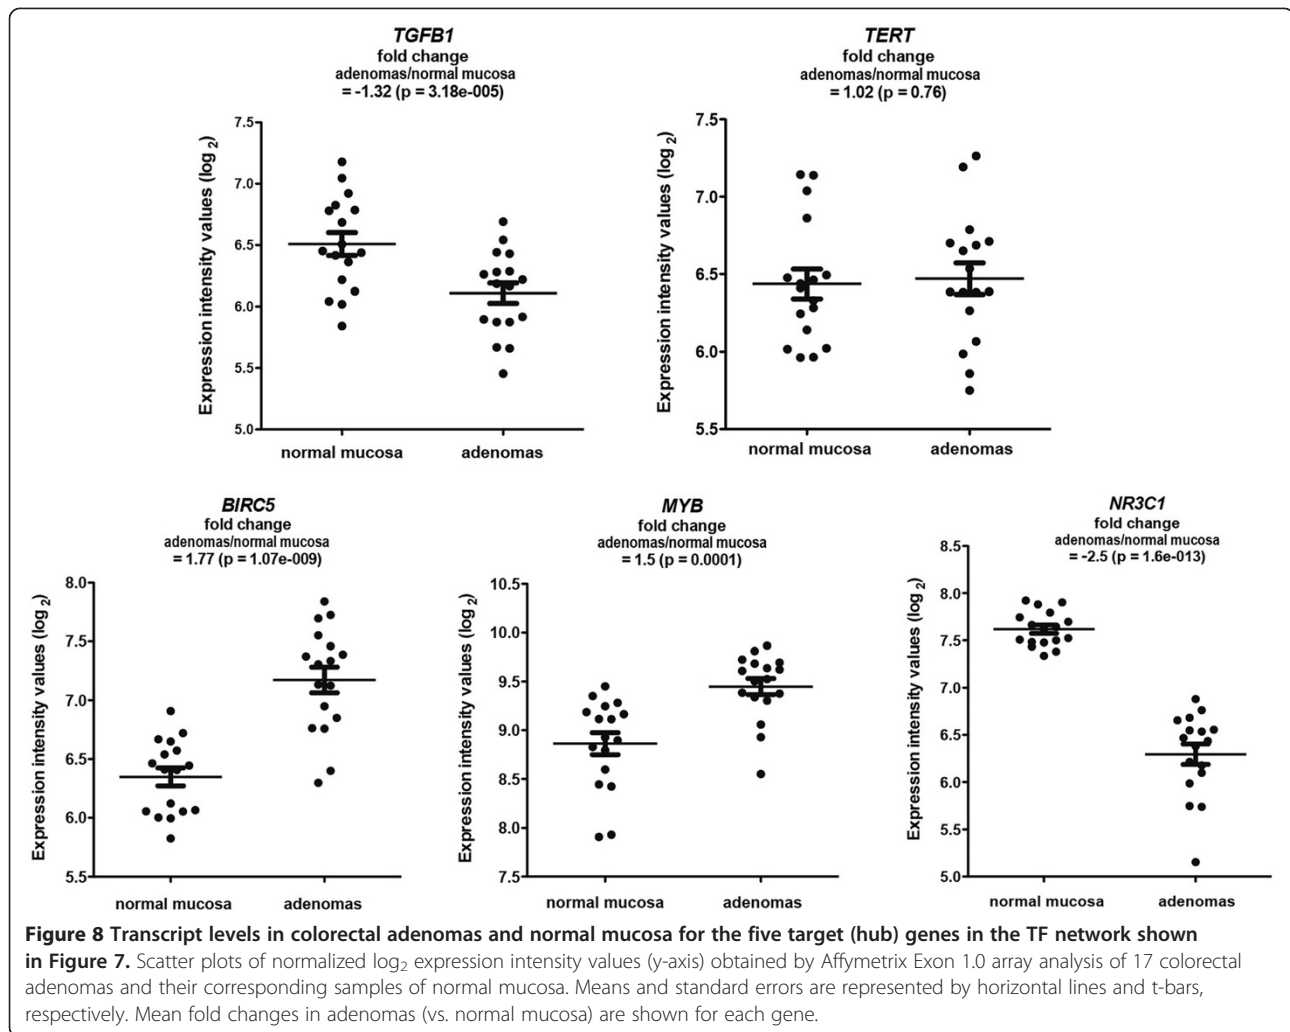 TGFB1
fold change
adenomas/normal mucosa
= -1.32 (p = 3.18e-005)
Expression intensity values (log 2)
7.5
7.0
6.5
6.0
5.5
5.0
normal mucosa
adenomas
TERT
fold change
adenomas/normal mucosa
= 1.02 (p = 0.76)
Expression intensity values (log 2)
7.5
7.0
6.5
6.0
5.5
normal mucosa
adenomas
BIRC5
fold change
adenomas/normal mucosa
= 1.77 (p = 1.07e-009)
Expression intensity values (log 2)
8.0
7.5
7.0
6.5
6.0
5.5
normal mucosa
adenomas
MYB
fold change
adenomas/normal mucosa
= 1.5 (p = 0.0001)
Expression intensity values (log 2)
10.5
10.0
9.5
9.0
8.5
8.0
7.5
normal mucosa
adenomas
NR3C1
fold change
adenomas/normal mucosa
= -2.5 (p = 1.6e-013)
Expression intensity values (log 2)
8.5
8.0
7.5
7.0
6.5
6.0
5.5
5.0
normal mucosa
adenomas
Figure 8 Transcript levels in colorectal adenomas and normal mucosa for the five target (hub) genes in the TF network shown
in Figure 7. Scatter plots of normalized log2 expression intensity values (y-axis) obtained by Affymetrix Exon 1.0 array analysis of 17 colorectal
adenomas and their corresponding samples of normal mucosa. Means and standard errors are represented by horizontal lines and t-bars,
respectively. Mean fold changes in adenomas (vs. normal mucosa) are shown for each gene.